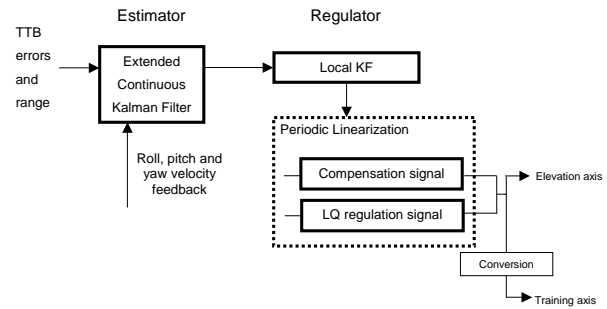 Estimator
Regulator
TTB
errors
and
range
Extended
Continuous
Kalman Filter
Local KF
Periodic Linearization
Roll, pitch and
yaw velocity
feedback
Compensation signal
LQ regulation signal
Elevation axis
Conversion
Training axis